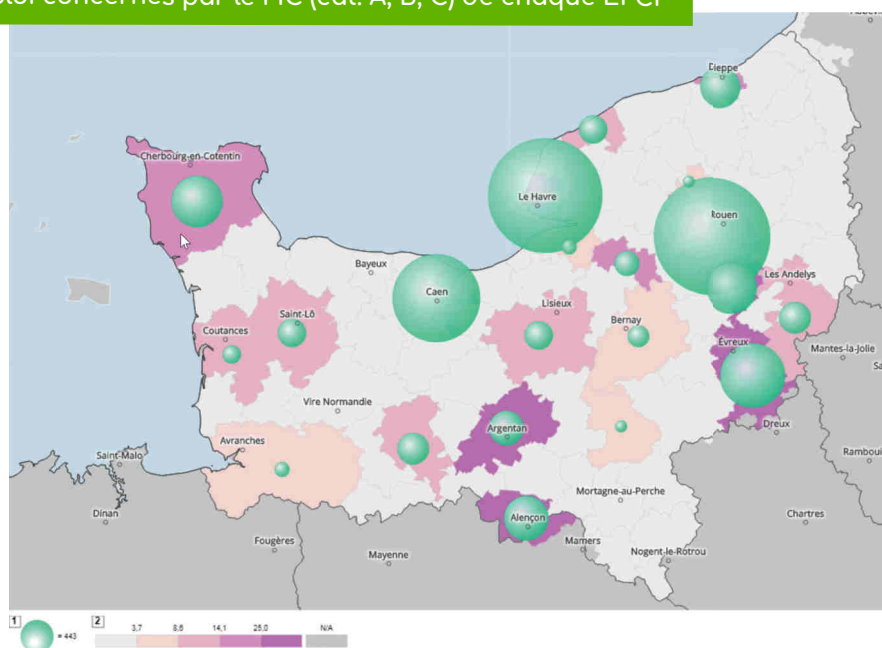 concernés par le PIC (cat. A, B, C) de chaque EPCI
Dieppe
Cherbourg-en-Cotentin
Le Havre
Rouen
Bayeux
Les Andelys
Caen
Lisieux
Saint-Lô
Bernay
Coutances
Évreux
Mantes-la-Jolie
Vire Normandie
Argentan
Dreux
Avranches
Saint-Malo
Mortagne-au-Perche
Dinan
Alençon
Chartres
Fougères
Mayenne
Mamers
Nogent-le-Rotrou
1
= 443
2
3,7 8,6 14,1 25,0 N/A